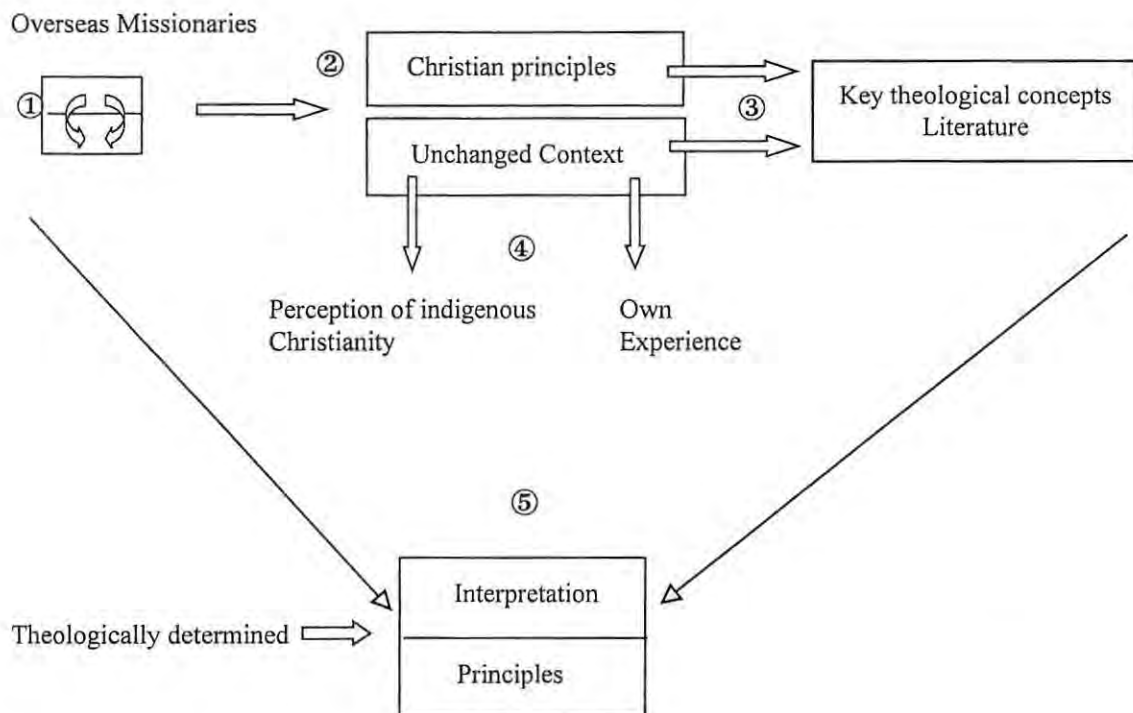 Overseas Missionaries
①
②
Christian principles
③
Key theological concepts
Literature
Unchanged Context
④
Perception of indigenous
Christianity
Own
Experience
⑤
Interpretation
Theologically determined
Principles